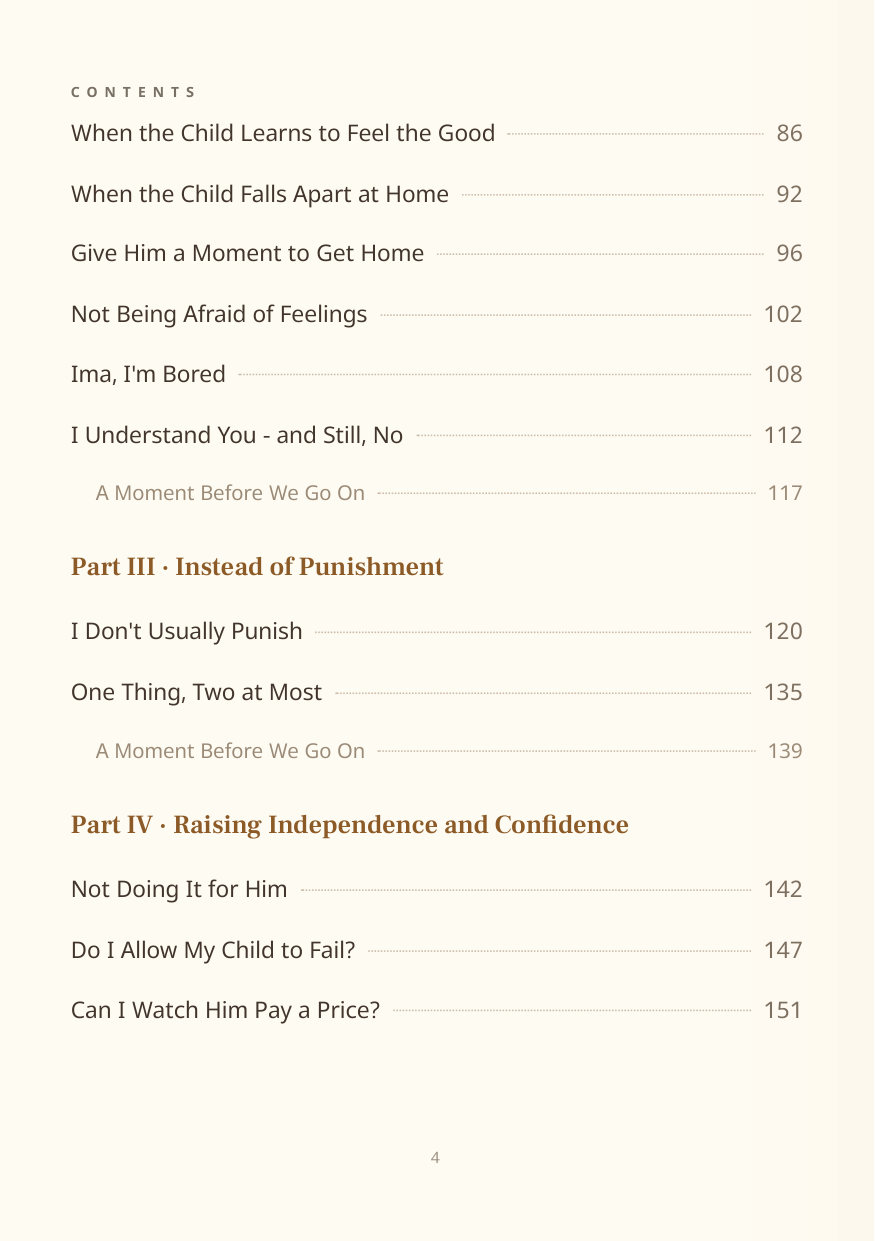 CONTENTS
When the Child Learns to Feel the Good 86
When the Child Falls Apart at Home 92
Give Him a Moment to Get Home 96
Not Being Afraid of Feelings 102
Ima, I'm Bored 108
I Understand You - and Still, No 112
A Moment Before We Go On 117
Part III · Instead of Punishment
I Don't Usually Punish 120
One Thing, Two at Most 135
A Moment Before We Go On 139
Part IV · Raising Independence and Confidence
Not Doing It for Him 142
Do I Allow My Child to Fail? 147
Can I Watch Him Pay a Price? 151
4